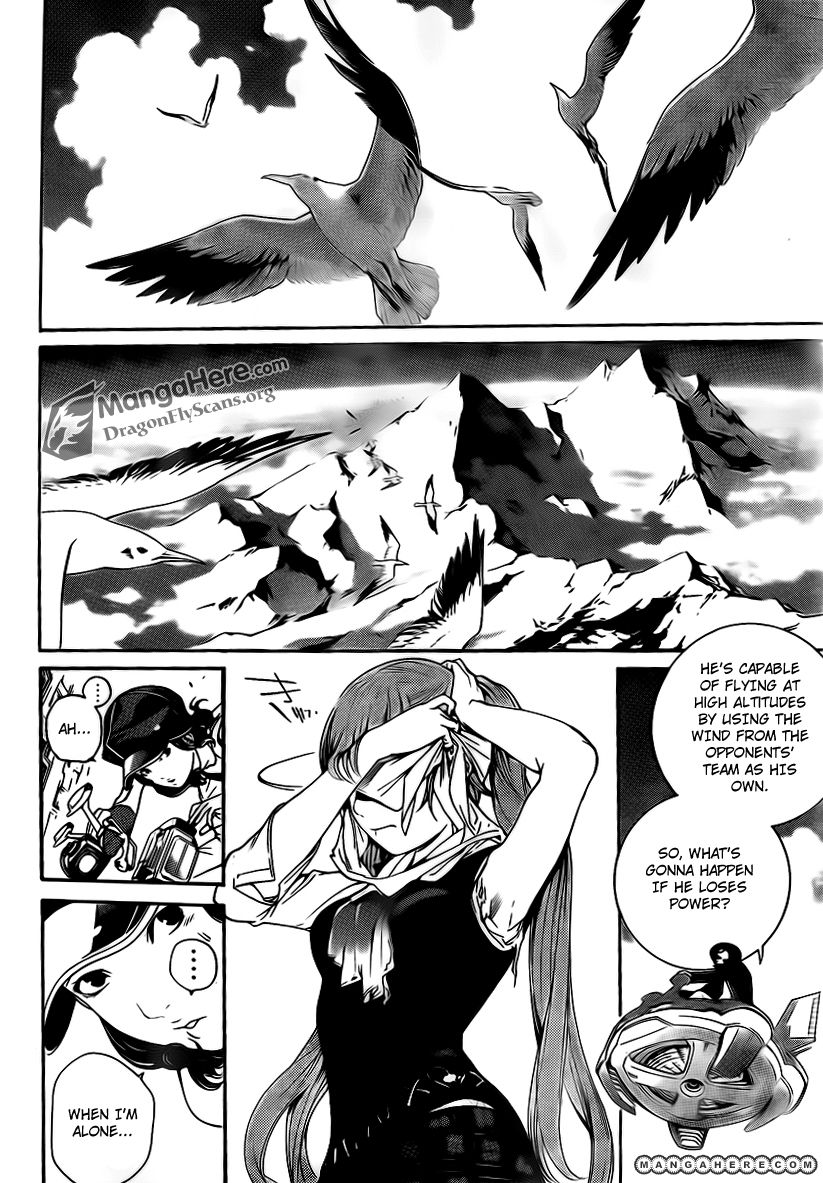 MangaHere.com
DragonFlyScans.org
HE'S CAPABLE
OF FLYING AT
HIGH ALTITUDES
BY USING THE
WIND FROM THE
OPPONENTS'
TEAM AS HIS
OWN.
SO, WHAT'S
GONNA HAPPEN
IF HE LOSES
POWER?
AH...
WHEN I'M
ALONE...
MANGAHERE.COM